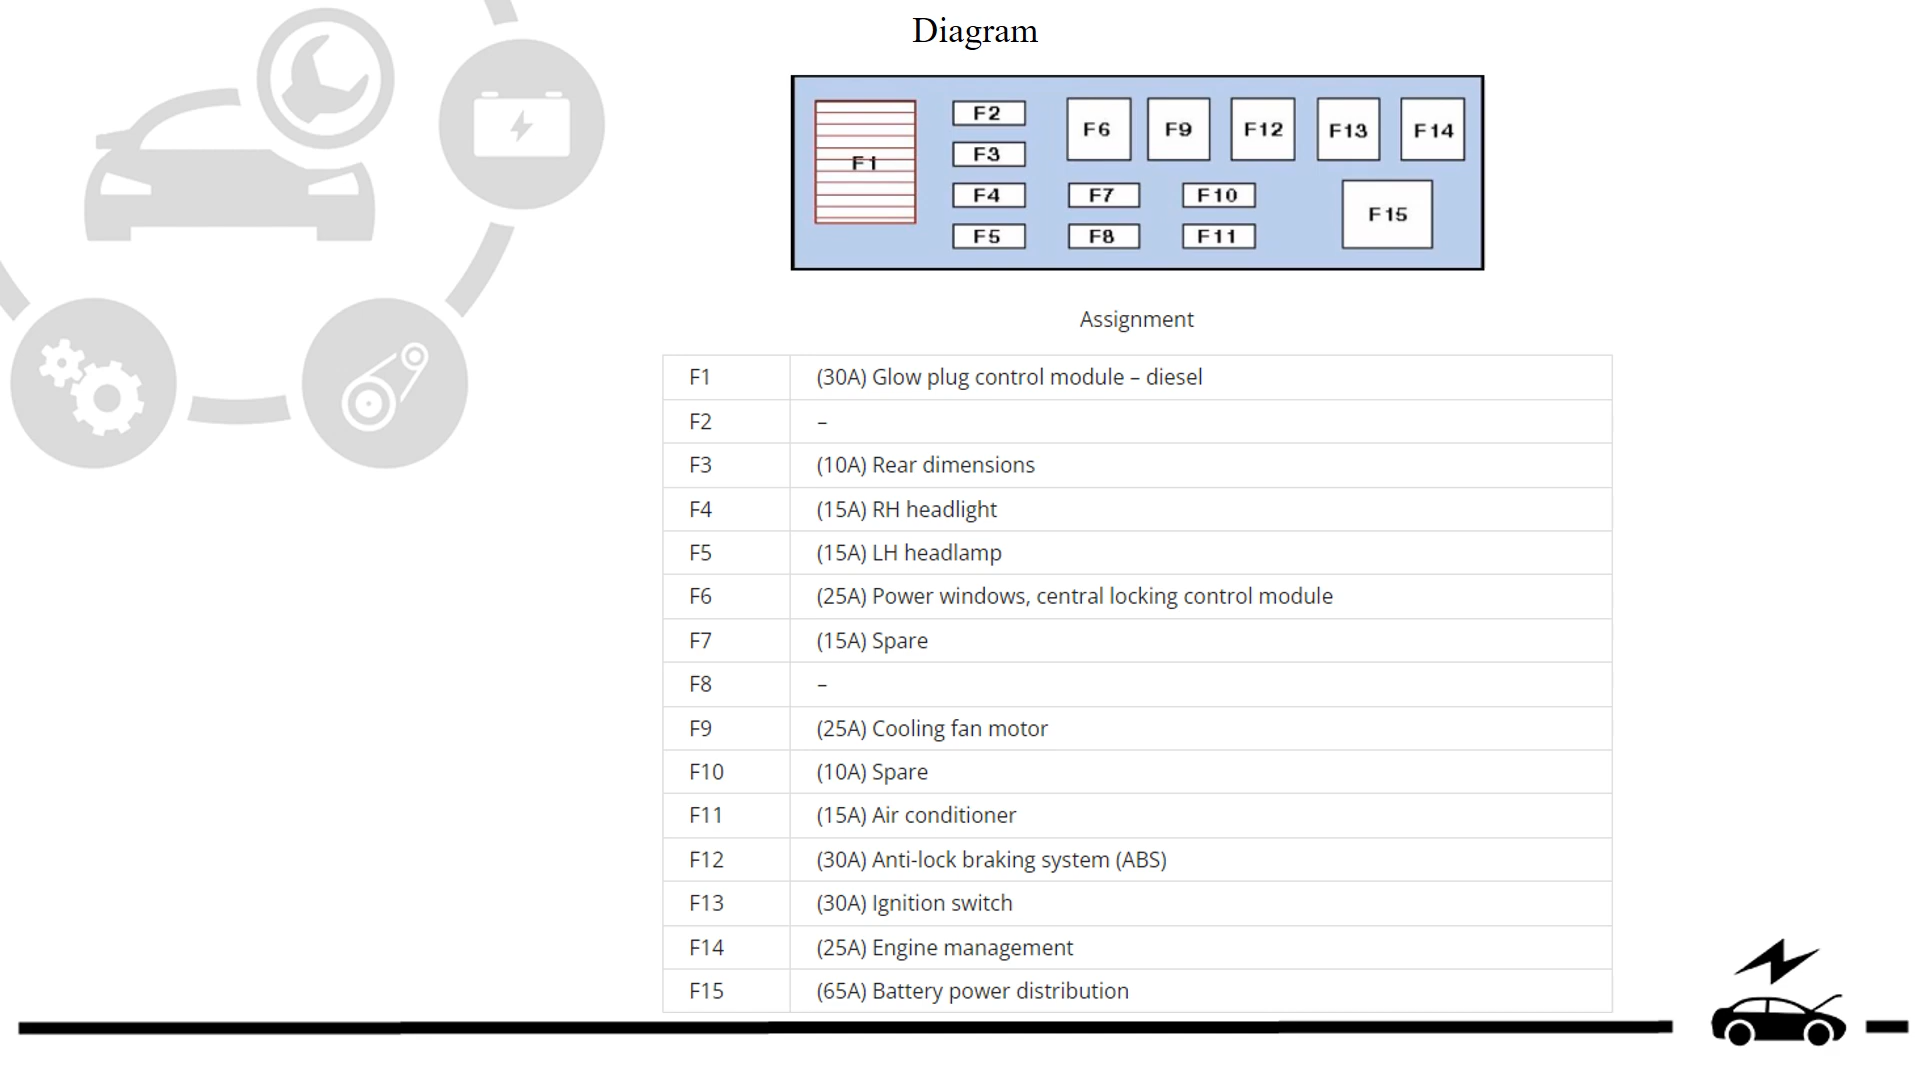 Diagram
F1
F2
F3
F4
F5
F6
F9
F12
F13
F14
F7
F10
F8
F11
F15
Assignment
F1 (30A) Glow plug control module – diesel
F2 –
F3 (10A) Rear dimensions
F4 (15A) RH headlight
F5 (15A) LH headlamp
F6 (25A) Power windows, central locking control module
F7 (15A) Spare
F8 –
F9 (25A) Cooling fan motor
F10 (10A) Spare
F11 (15A) Air conditioner
F12 (30A) Anti-lock braking system (ABS)
F13 (30A) Ignition switch
F14 (25A) Engine management
F15 (65A) Battery power distribution